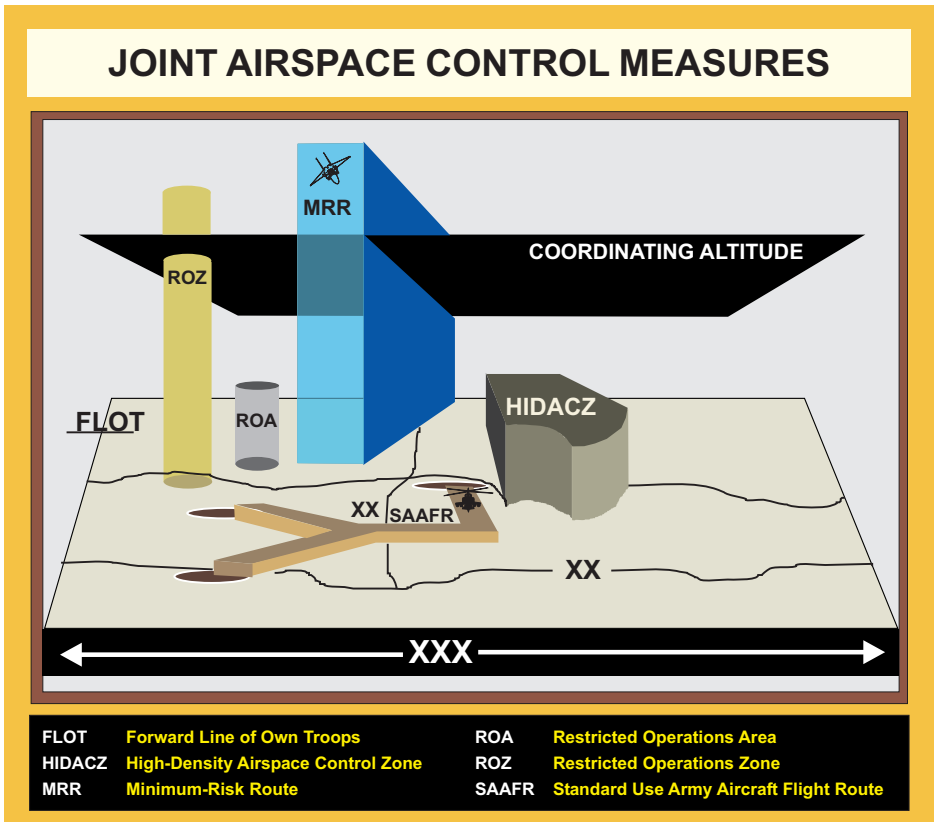 JOINT AIRSPACE CONTROL MEASURES
MRR
COORDINATING ALTITUDE
ROZ
HIDACZ
FLOT
ROA
XX
SAAFR
XX
XXX
FLOT Forward Line of Own Troops
HIDACZ High-Density Airspace Control Zone
MRR Minimum-Risk Route
ROA Restricted Operations Area
ROZ Restricted Operations Zone
SAAFR Standard Use Army Aircraft Flight Route